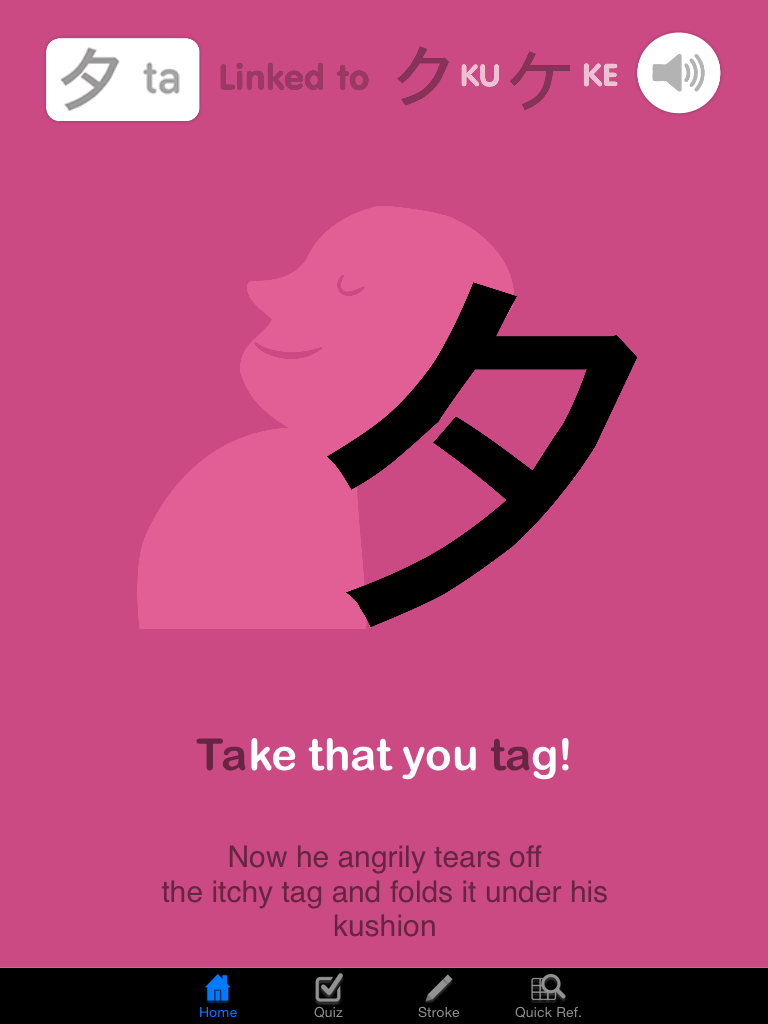 タ ta Linked to ク KU ケ KE
タ
Take that you tag!
Now he angrily tears off
the itchy tag and folds it under his
kushion
Home Quiz Stroke Quick Ref.